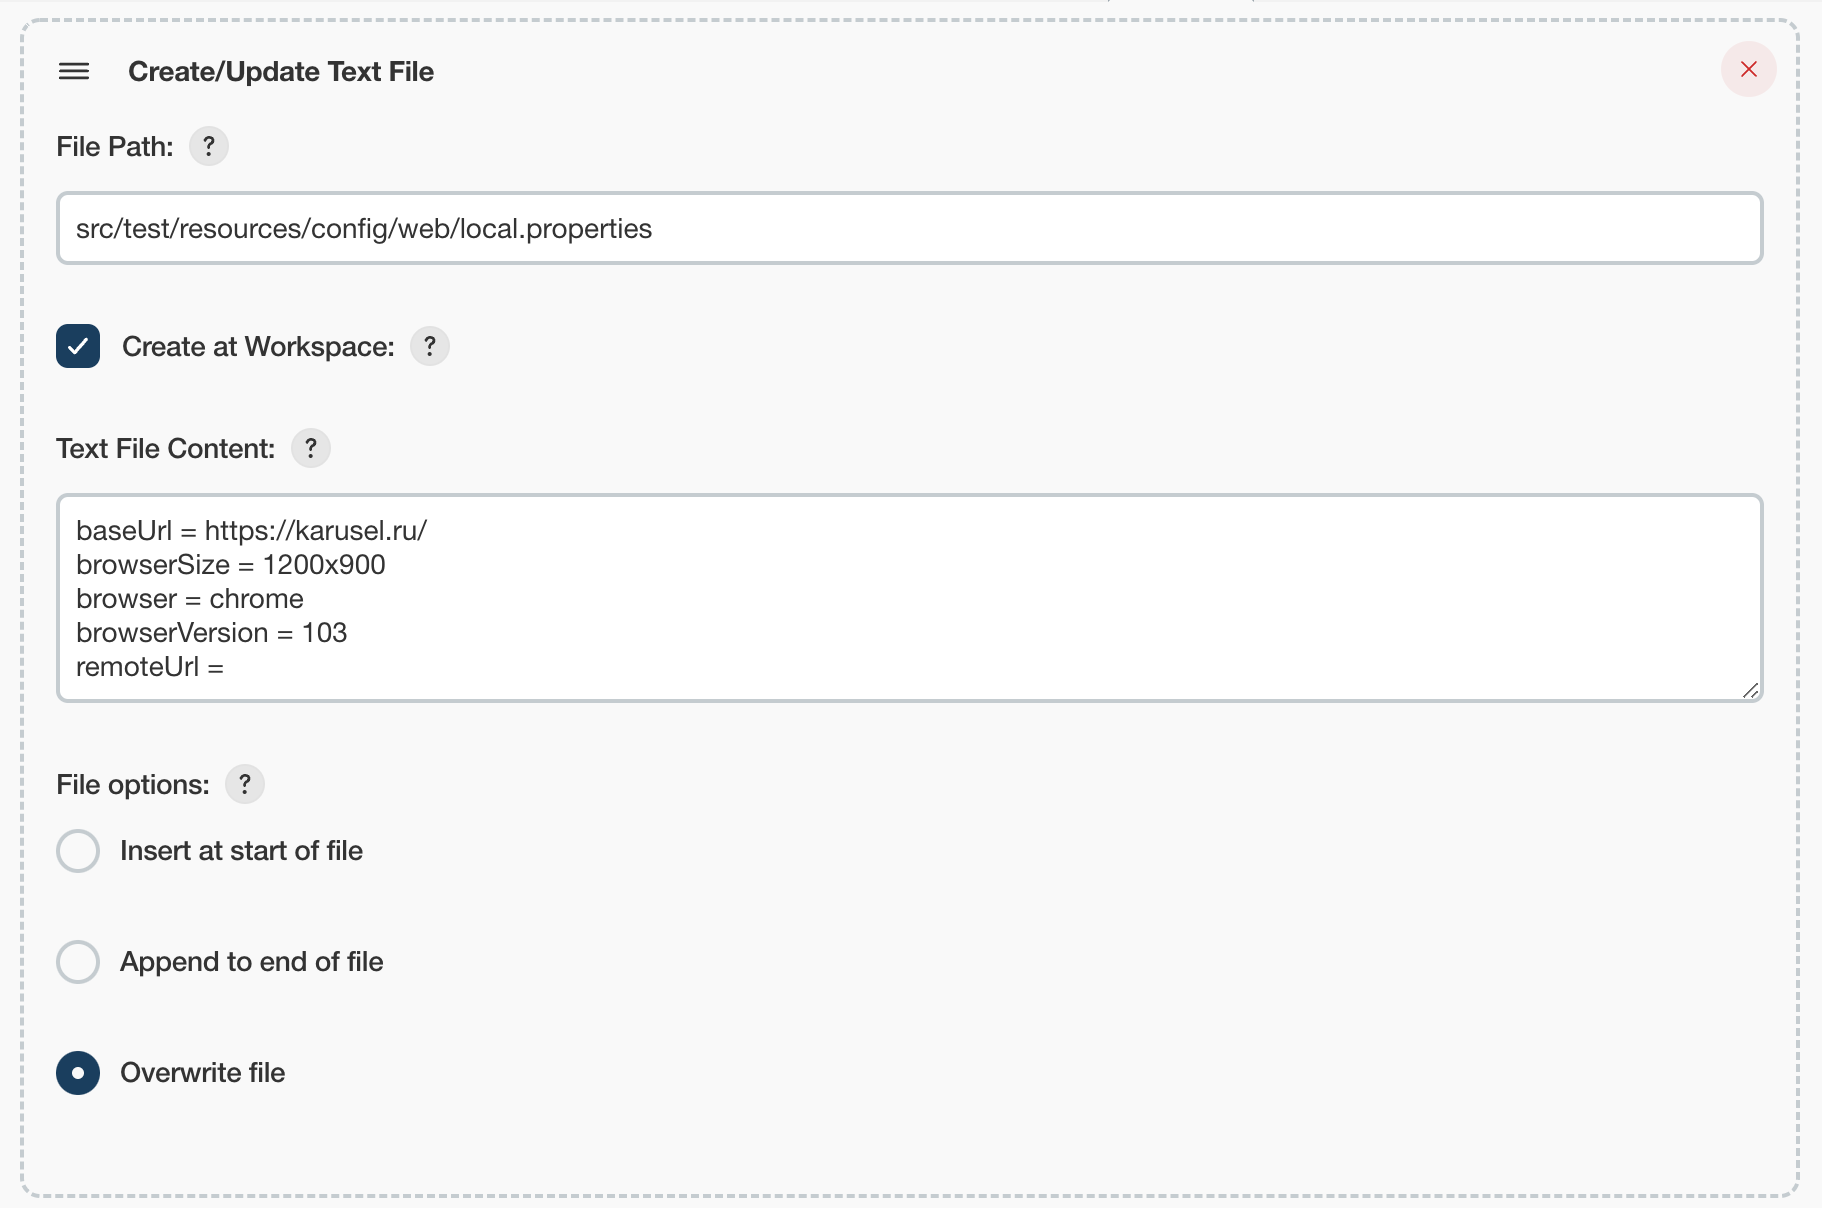 Create/Update Text File
File Path: ?
src/test/resources/config/web/local.properties
Create at Workspace: ?
Text File Content: ?
baseUrl = https://karusel.ru/
browserSize = 1200x900
browser = chrome
browserVersion = 103
remoteUrl =
File options: ?
Insert at start of file
Append to end of file
Overwrite file